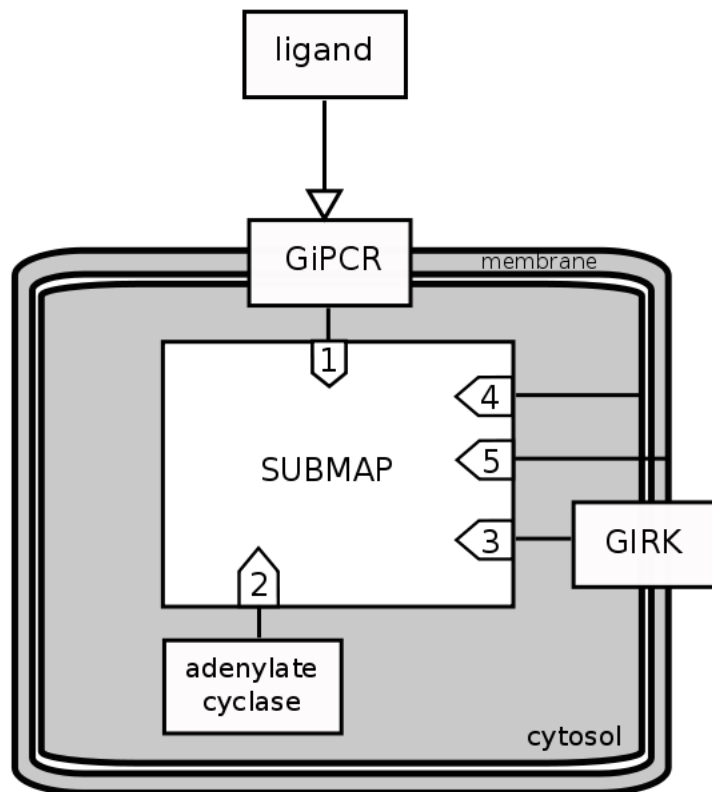 ligand
GiPCR
membrane
1
4
SUBMAP
5
3
GIRK
2
adenylate
cyclase
cytosol